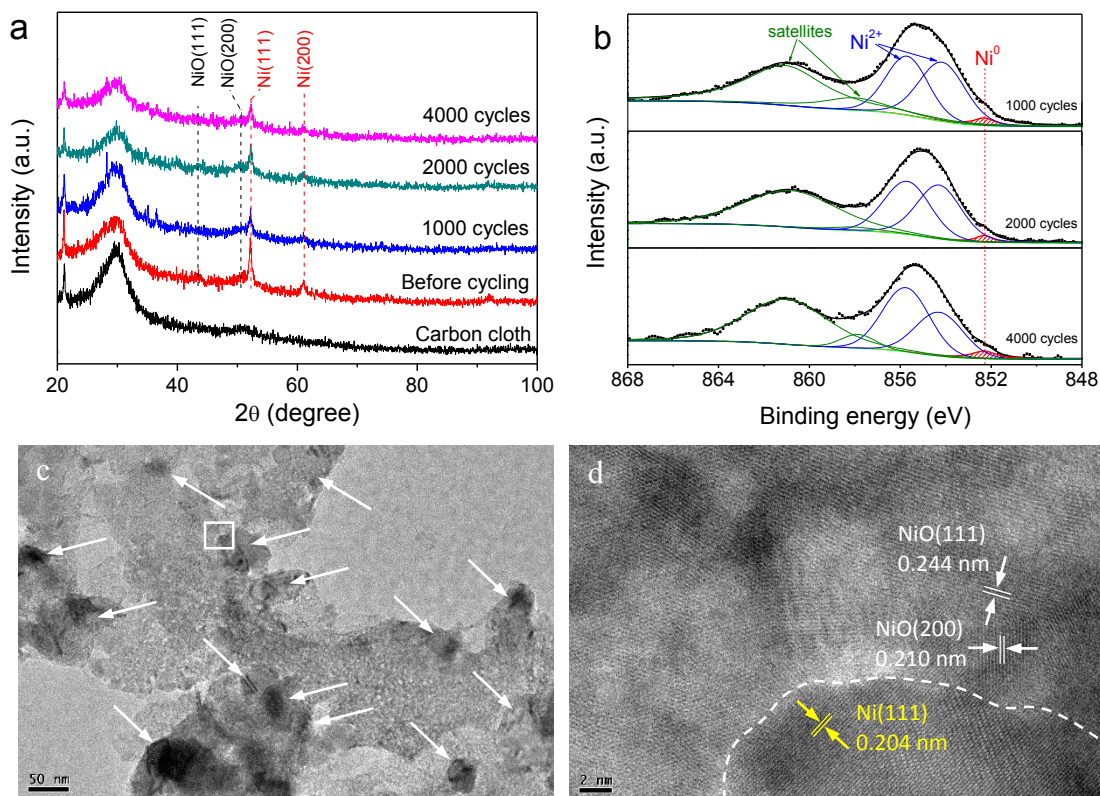 a
Intensity (a.u.)
NiO(111)
NiO(200)
Ni(111)
Ni(200)
4000 cycles
2000 cycles
1000 cycles
Before cycling
Carbon cloth
20 40 60 80 100
2θ (degree)
b
Intensity (a.u.)
satellites
Ni2+
Ni0
1000 cycles
2000 cycles
4000 cycles
868 864 860 856 852 848
Binding energy (eV)
c
50 nm
d
NiO(111)
0.244 nm
NiO(200)
0.210 nm
Ni(111)
0.204 nm
2 nm